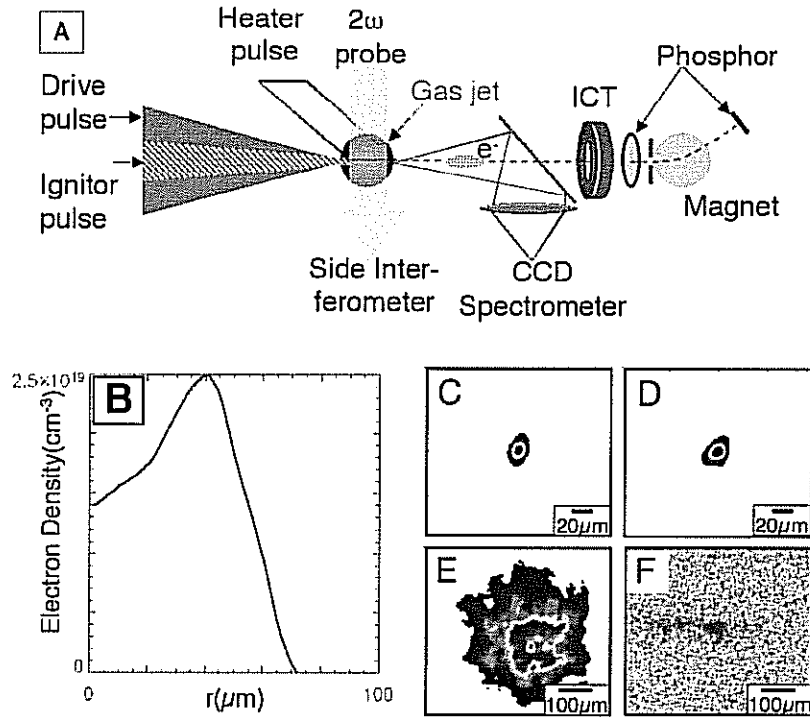 A
Heater
pulse
2ω
probe
Drive
pulse
Ignitor
pulse
Gas jet
e-
ICT
Phosphor
Magnet
Side Inter-
ferometer
CCD
Spectrometer
B
2.5×10¹⁹
Electron Density(cm⁻³)
0
0
r(μm)
100
C
20μm
D
20μm
E
100μm
F
100μm